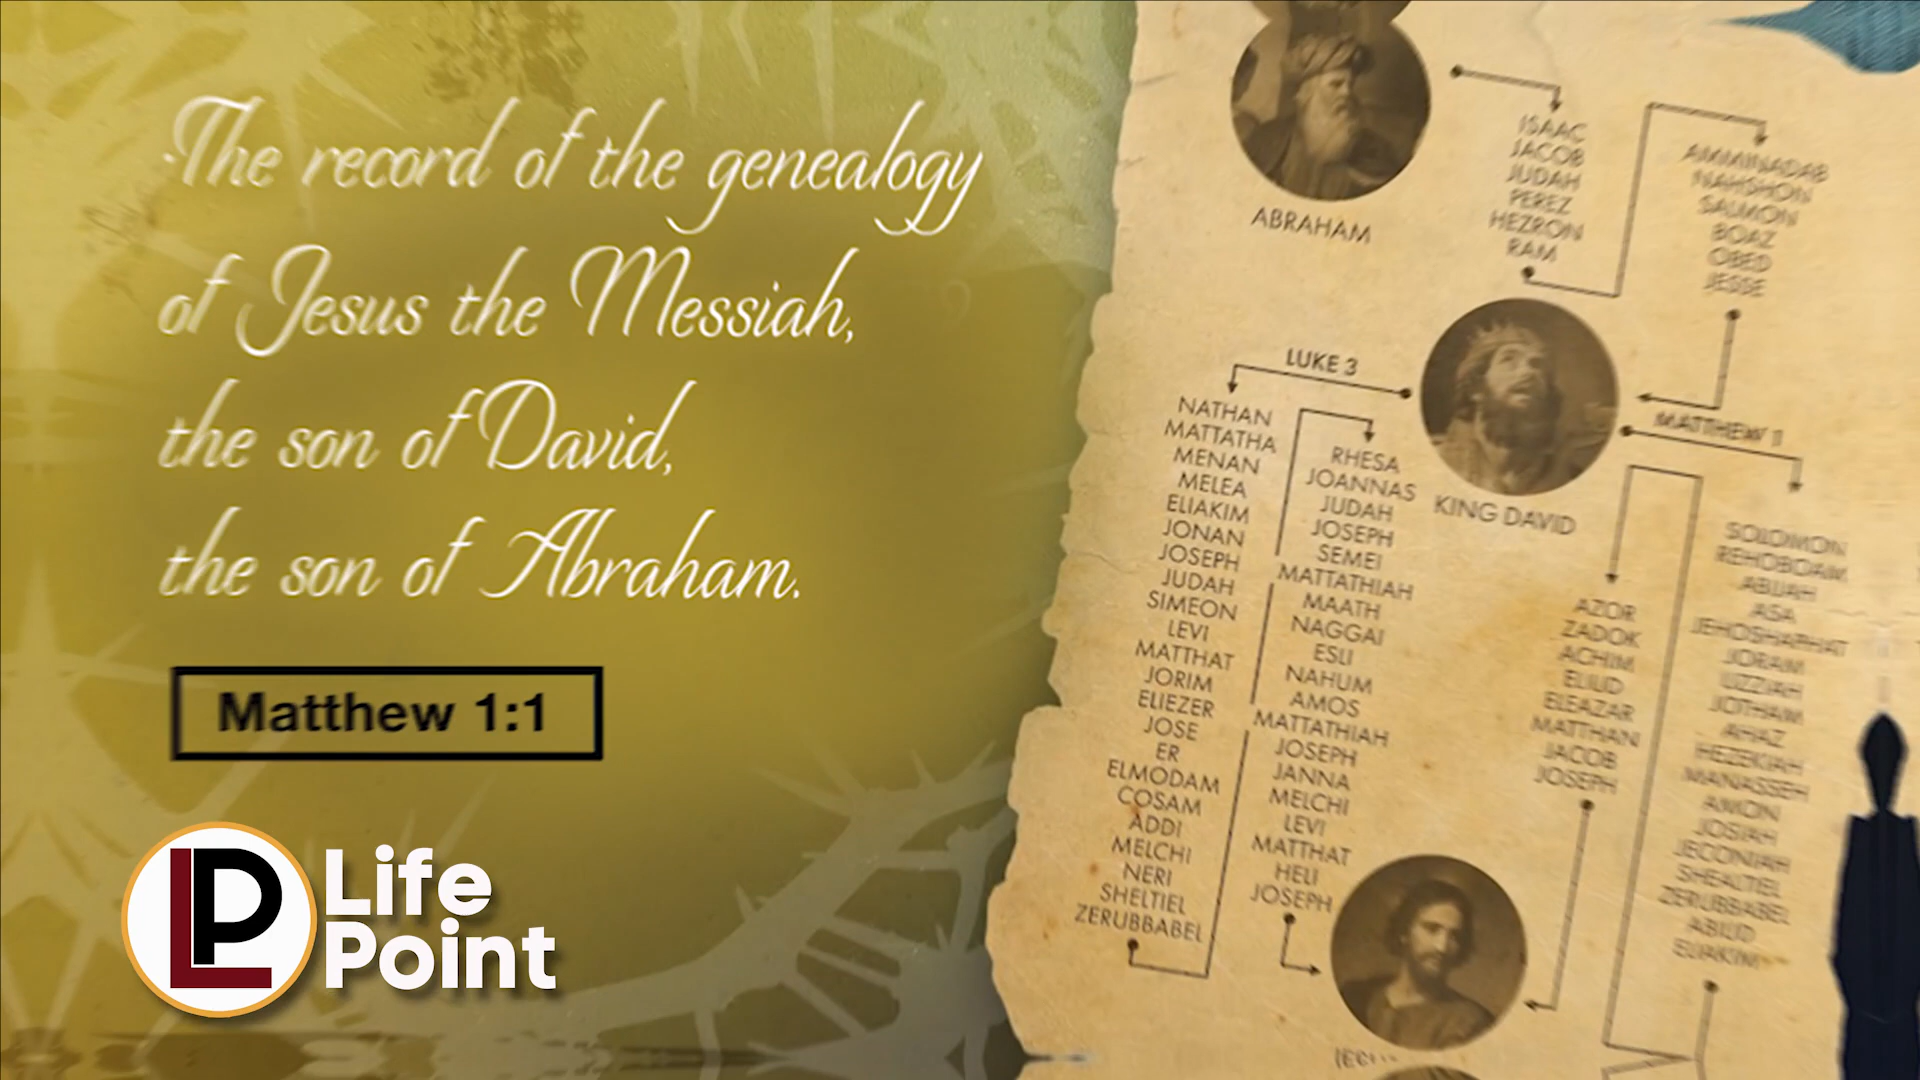 The record of the genealogy
of Jesus the Messiah,
the son of David,
the son of Abraham.
Matthew 1:1
LP
Life
Point
ABRAHAM
ISAAC
JACOB
JUDAH
PEREZ
HEZRON
RAM
AMMINADAB
NAHSHON
SALMON
BOAZ
OBED
JESSE
KING DAVID
LUKE 3
NATHAN
MATTATHA
MENAN
MELEA
ELIAKIM
JONAN
JOSEPH
JUDAH
SIMEON
LEVI
MATTHAT
JORIM
ELIEZER
JOSE
ER
ELMODAM
COSAM
ADDI
MELCHI
NERI
SHELTIEL
ZERUBBABEL
RHESA
JOANNAS
JUDAH
JOSEPH
SEMEI
MATTATHIAH
MAATH
NAGGAI
ESLI
NAHUM
AMOS
MATTATHIAH
JOSEPH
JANNA
MELCHI
LEVI
MATTHAT
HELI
JOSEPH
MATTHEW 1
SOLOMON
REHOBOAM
ABIJAH
ASA
JEHOSHAPHAT
JORAM
UZZIAH
JOTHAM
AHAZ
HEZEKIAH
MANASSEH
AMON
JOSIAH
JECONIAH
SHEALTIEL
ZERUBBABEL
ABIUD
ELIAKIM
AZOR
ZADOK
ACHIM
ELIUD
ELEAZAR
MATTHAN
JACOB
JOSEPH